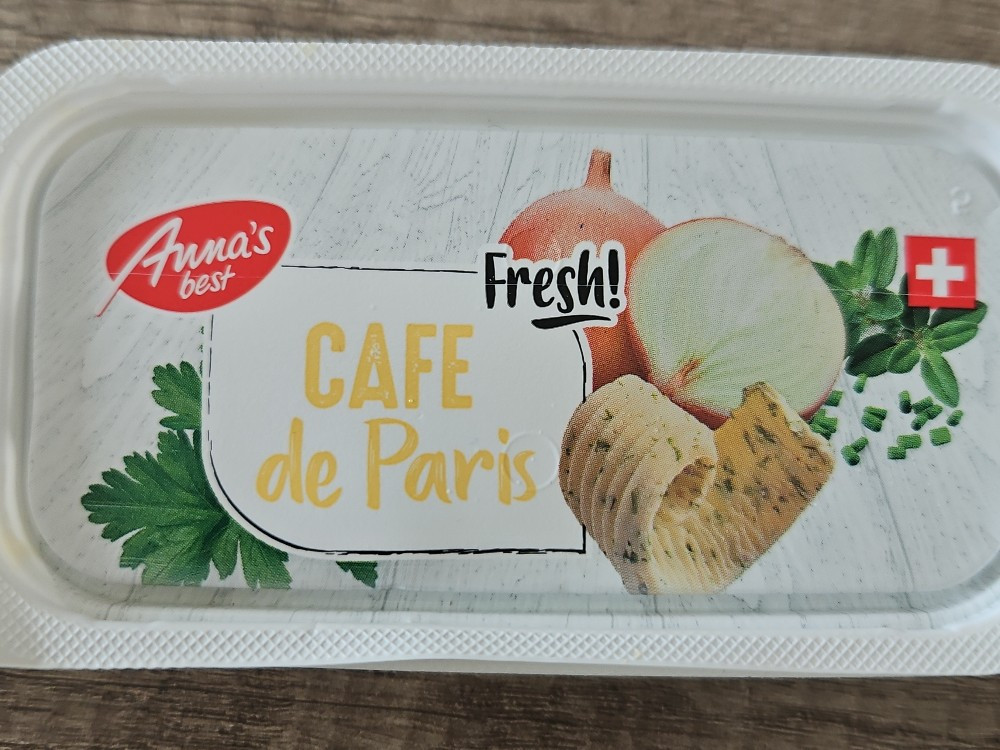 Anna's
best
Fresh!
CAFE
de Paris